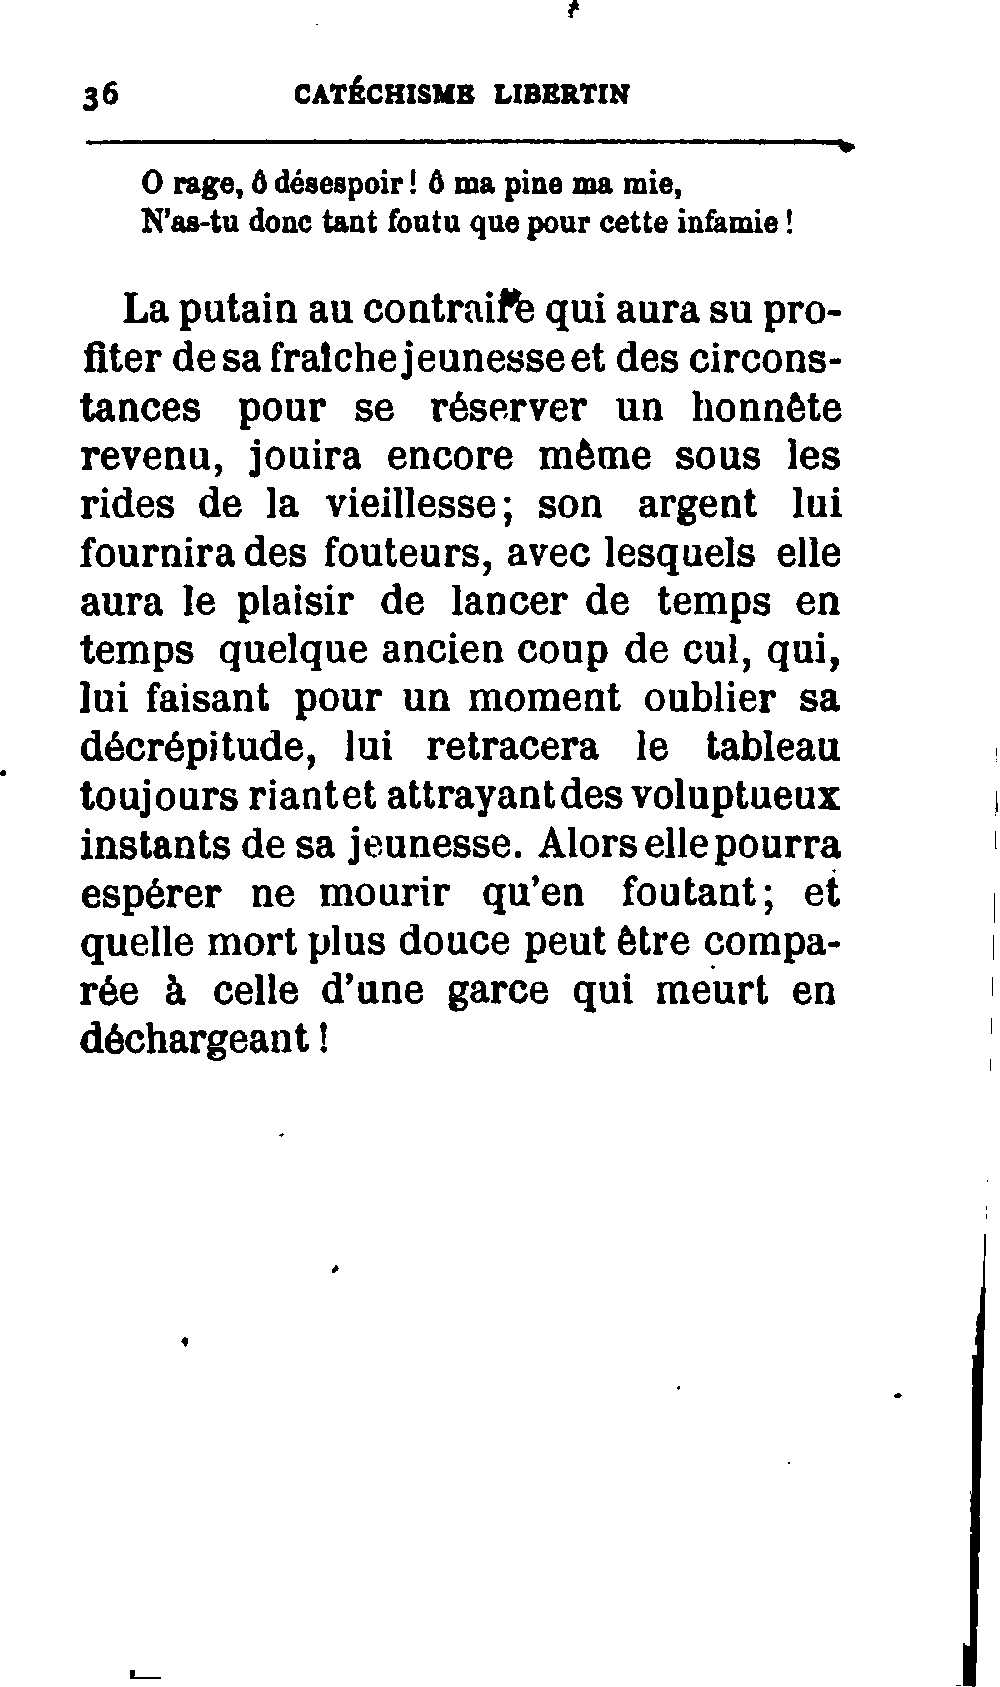 36 CATÉCHISME LIBERTIN
O rage, ô désespoir ! ô ma pine ma mie,
N'as-tu donc tant foutu que pour cette infamie !
La putain au contraire qui aura su pro-
fiter de sa fraîche jeunesse et des circons-
tances pour se réserver un honnête
revenu, jouira encore même sous les
rides de la vieillesse; son argent lui
fournira des fouteurs, avec lesquels elle
aura le plaisir de lancer de temps en
temps quelque ancien coup de cul, qui,
lui faisant pour un moment oublier sa
décrépitude, lui retracera le tableau
toujours riant et attrayant des voluptueux
instants de sa jeunesse. Alors elle pourra
espérer ne mourir qu'en foutant; et
quelle mort plus douce peut être compa-
rée à celle d'une garce qui meurt en
déchargeant !